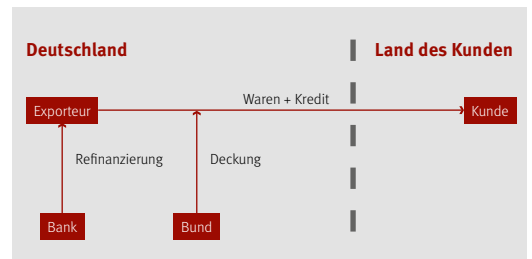 Deutschland
Land des Kunden
Waren + Kredit
Exporteur
Kunde
Refinanzierung
Deckung
Bank
Bund